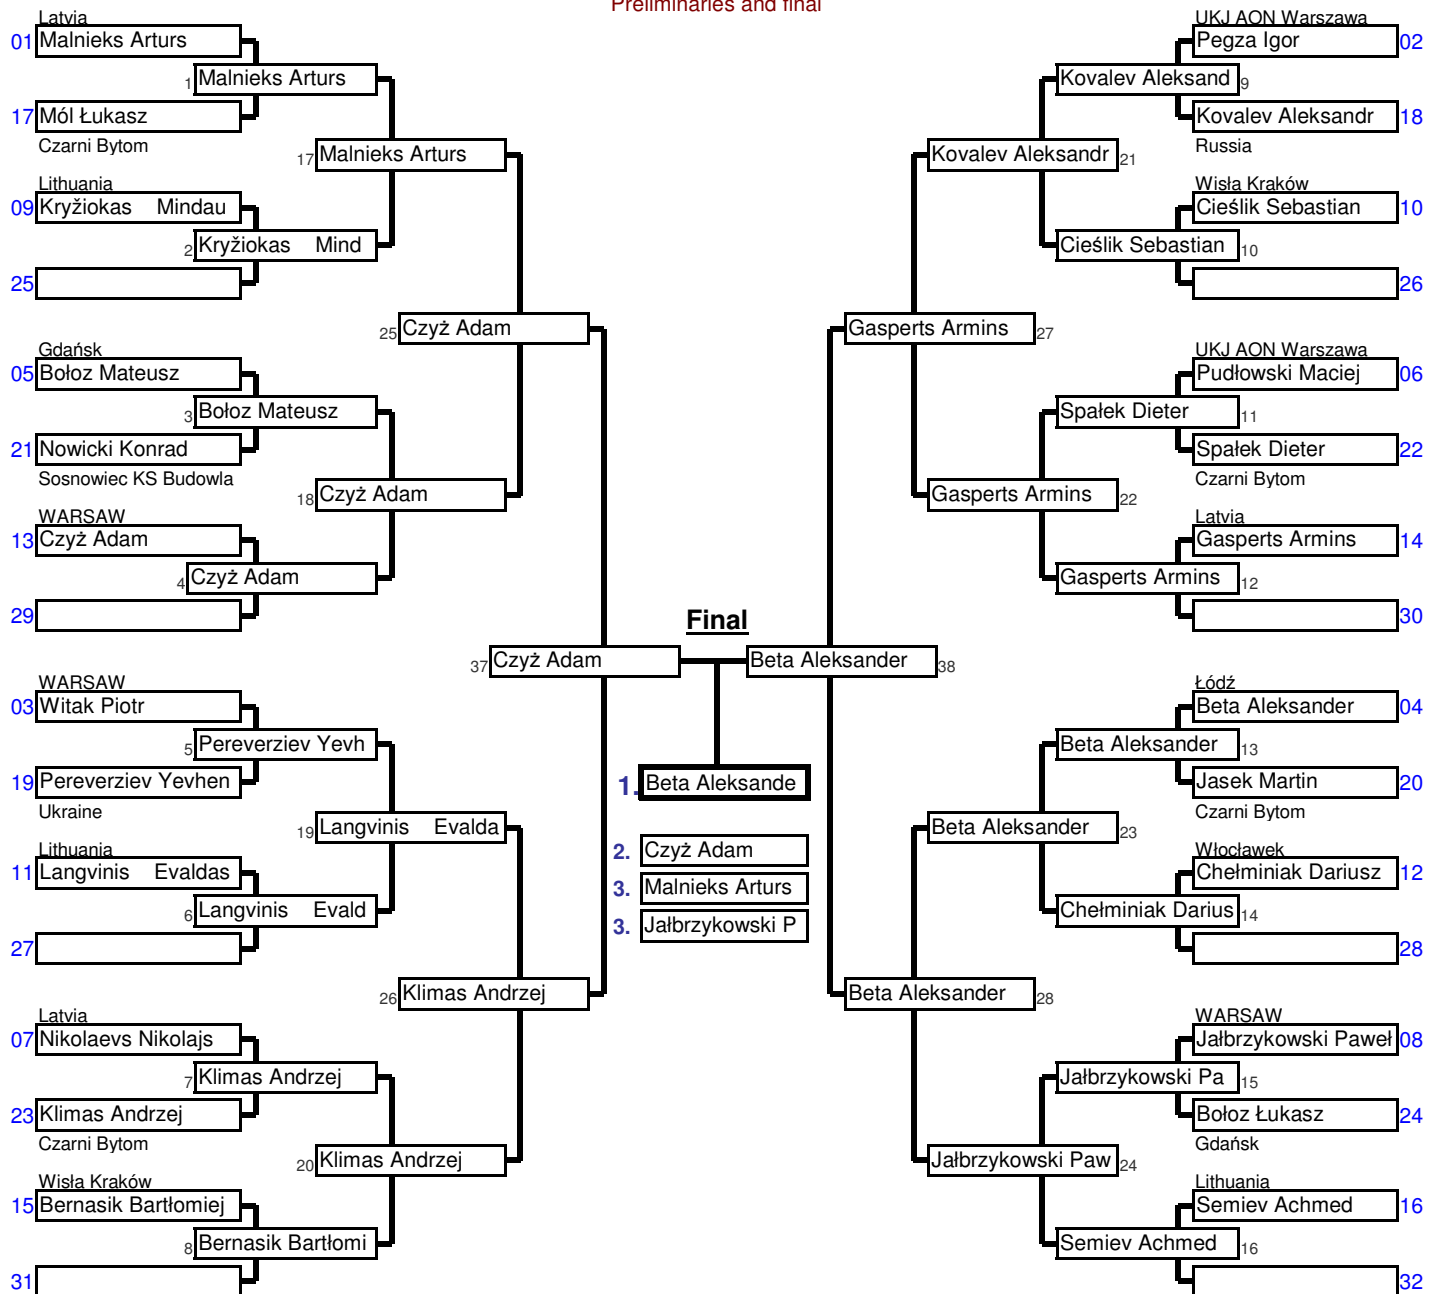 Preliminaries and final
Latvia
01 Malnieks Arturs
1 Malnieks Arturs
17 Mól Łukasz
Czarni Bytom
17 Malnieks Arturs
Lithuania
09 Kryžiokas Mindau
2 Kryžiokas Mind
25
25 Czyż Adam
Gdańsk
05 Bołoz Mateusz
3 Bołoz Mateusz
21 Nowicki Konrad
Sosnowiec KS Budowla
18 Czyż Adam
WARSAW
13 Czyż Adam
4 Czyż Adam
29
37 Czyż Adam
WARSAW
03 Witak Piotr
5 Pereverziev Yevh
19 Pereverziev Yevhen
Ukraine
19 Langvinis Evalda
Lithuania
11 Langvinis Evaldas
6 Langvinis Evald
27
26 Klimas Andrzej
Latvia
07 Nikolaevs Nikolajs
7 Klimas Andrzej
23 Klimas Andrzej
Czarni Bytom
20 Klimas Andrzej
Wisła Kraków
15 Bernasik Bartłomiej
8 Bernasik Bartłomi
31
Final
1. Beta Aleksande
2. Czyż Adam
3. Malnieks Arturs
3. Jałbrzykowski P
UKJ AON Warszawa
Pegza Igor 02
Kovalev Aleksand 9
Kovalev Aleksandr 18
Russia
Kovalev Aleksandr 21
Wisła Kraków
Cieślik Sebastian 10
Cieślik Sebastian 10
26
Gasperts Armins 27
UKJ AON Warszawa
Pudłowski Maciej 06
Spałek Dieter 11
Spałek Dieter 22
Czarni Bytom
Gasperts Armins 22
Latvia
Gasperts Armins 14
Gasperts Armins 12
30
Beta Aleksander 38
Łódź
Beta Aleksander 04
Beta Aleksander 13
Jasek Martin 20
Czarni Bytom
Beta Aleksander 23
Włocławek
Chełminiak Dariusz 12
Chełminiak Darius 14
28
Beta Aleksander 28
WARSAW
Jałbrzykowski Paweł 08
Jałbrzykowski Pa 15
Bołoz Łukasz 24
Gdańsk
Jałbrzykowski Paw 24
Lithuania
Semiev Achmed 16
Semiev Achmed 16
32